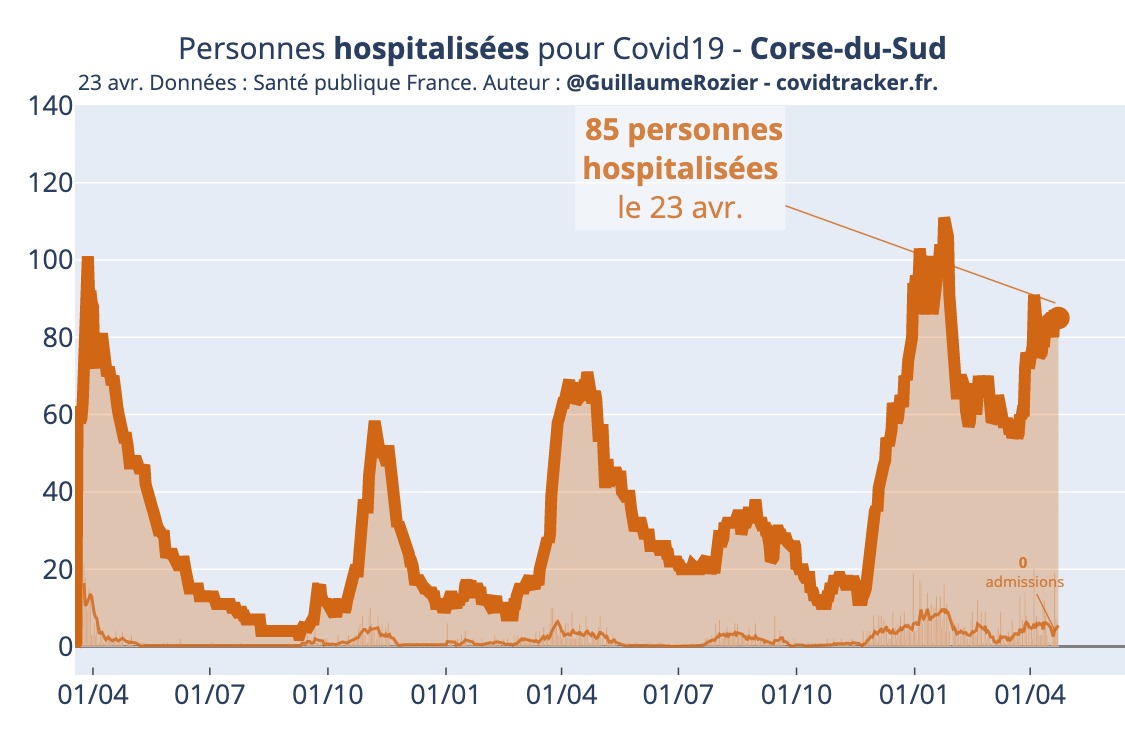 Personnes hospitalisées pour Covid19 - Corse-du-Sud
23 avr. Données : Santé publique France. Auteur : @GuillaumeRozier - covidtracker.fr.
140
85 personnes
hospitalisées
le 23 avr.
120
100
80
60
40
20
0
admissions
0
01/04 01/07 01/10 01/01 01/04 01/07 01/10 01/01 01/04